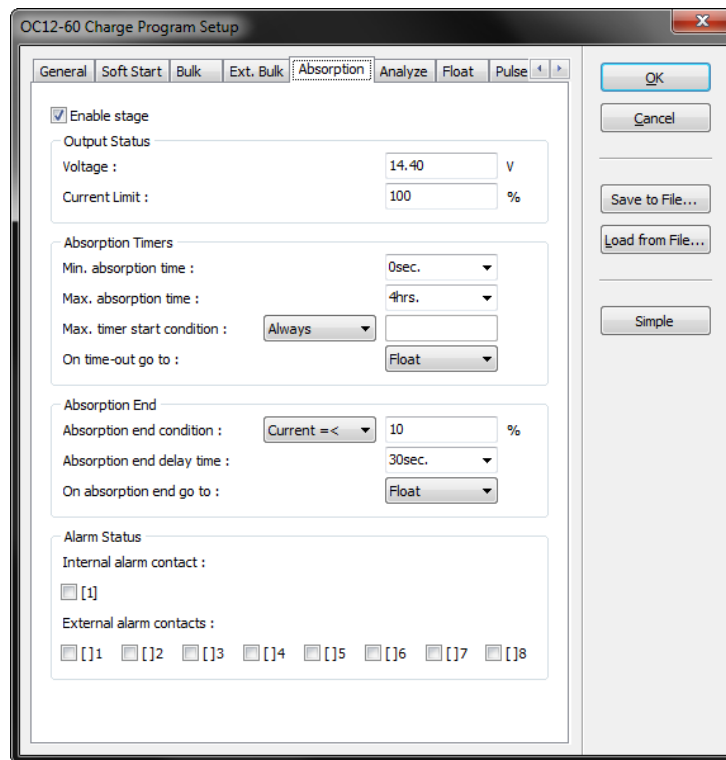 OC12-60 Charge Program Setup
General Soft Start Bulk Ext. Bulk Absorption Analyze Float Pulse
Enable stage
Output Status
Voltage : 14.40 V
Current Limit : 100 %
Absorption Timers
Min. absorption time : 0sec.
Max. absorption time : 4hrs.
Max. timer start condition : Always
On time-out go to : Float
Absorption End
Absorption end condition : Current =< 10 %
Absorption end delay time : 30sec.
On absorption end go to : Float
Alarm Status
Internal alarm contact :
[1]
External alarm contacts :
[ ]1 [ ]2 [ ]3 [ ]4 [ ]5 [ ]6 [ ]7 [ ]8
OK
Cancel
Save to File...
Load from File...
Simple